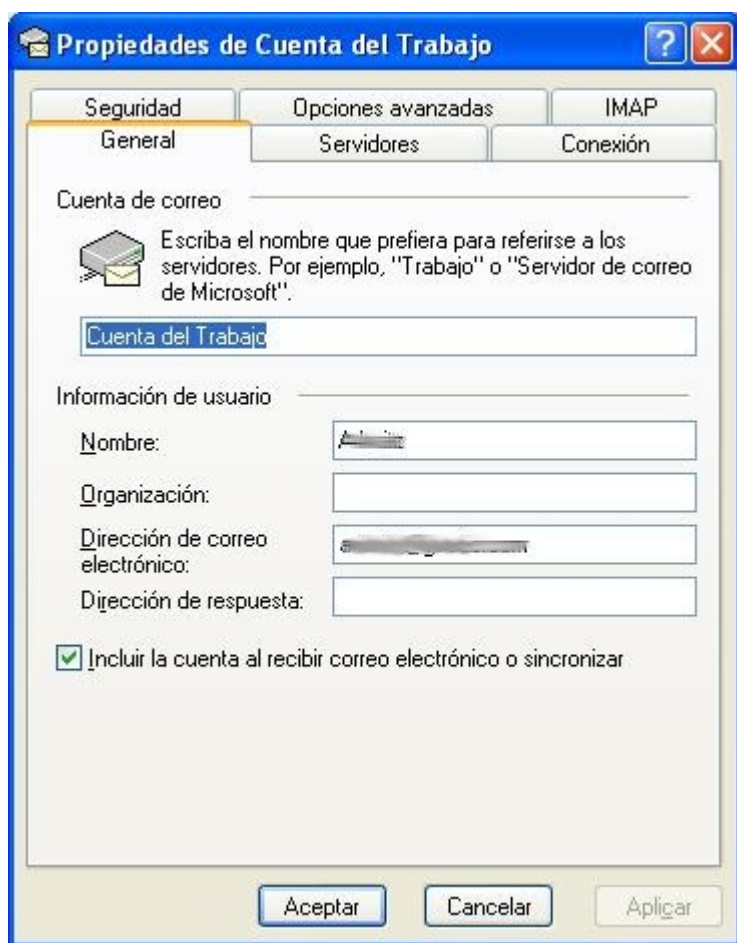 Propiedades de Cuenta del Trabajo
Seguridad Opciones avanzadas IMAP
General Servidores Conexión
Cuenta de correo
Escriba el nombre que prefiera para referirse a los
servidores. Por ejemplo, "Trabajo" o "Servidor de correo
de Microsoft".
Cuenta del Trabajo
Información de usuario
Nombre:
Organización:
Dirección de correo
electrónico:
Dirección de respuesta:
Incluir la cuenta al recibir correo electrónico o sincronizar
Aceptar Cancelar Aplicar